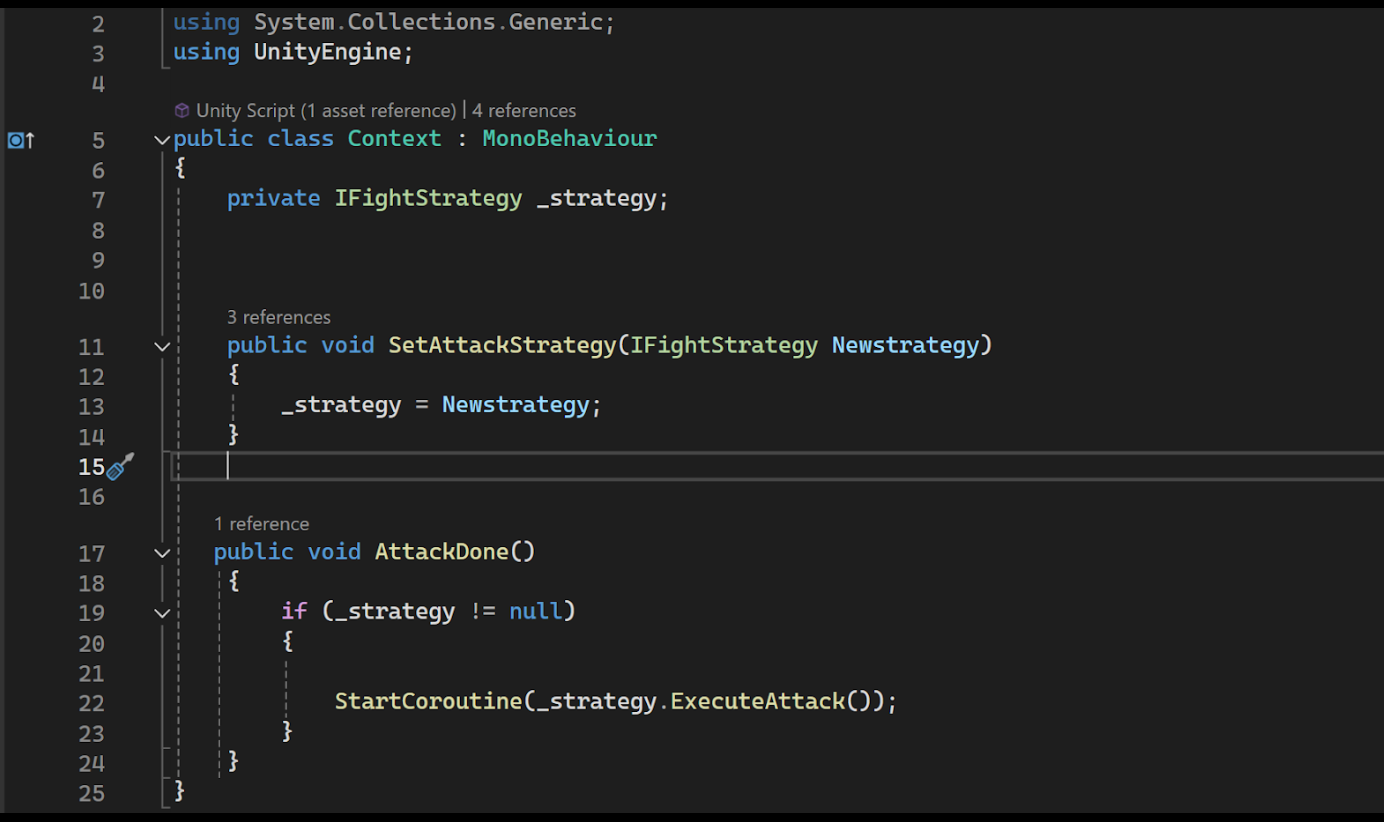 2 using System.Collections.Generic;
3 using UnityEngine;
4
Unity Script (1 asset reference) | 4 references
5 public class Context : MonoBehaviour
6 {
7 private IFightStrategy _strategy;
8
9
10
3 references
11 public void SetAttackStrategy(IFightStrategy Newstrategy)
12 {
13 _strategy = Newstrategy;
14 }
15
16
1 reference
17 public void AttackDone()
18 {
19 if (_strategy != null)
20 {
21
22 StartCoroutine(_strategy.ExecuteAttack());
23 }
24 }
25 }